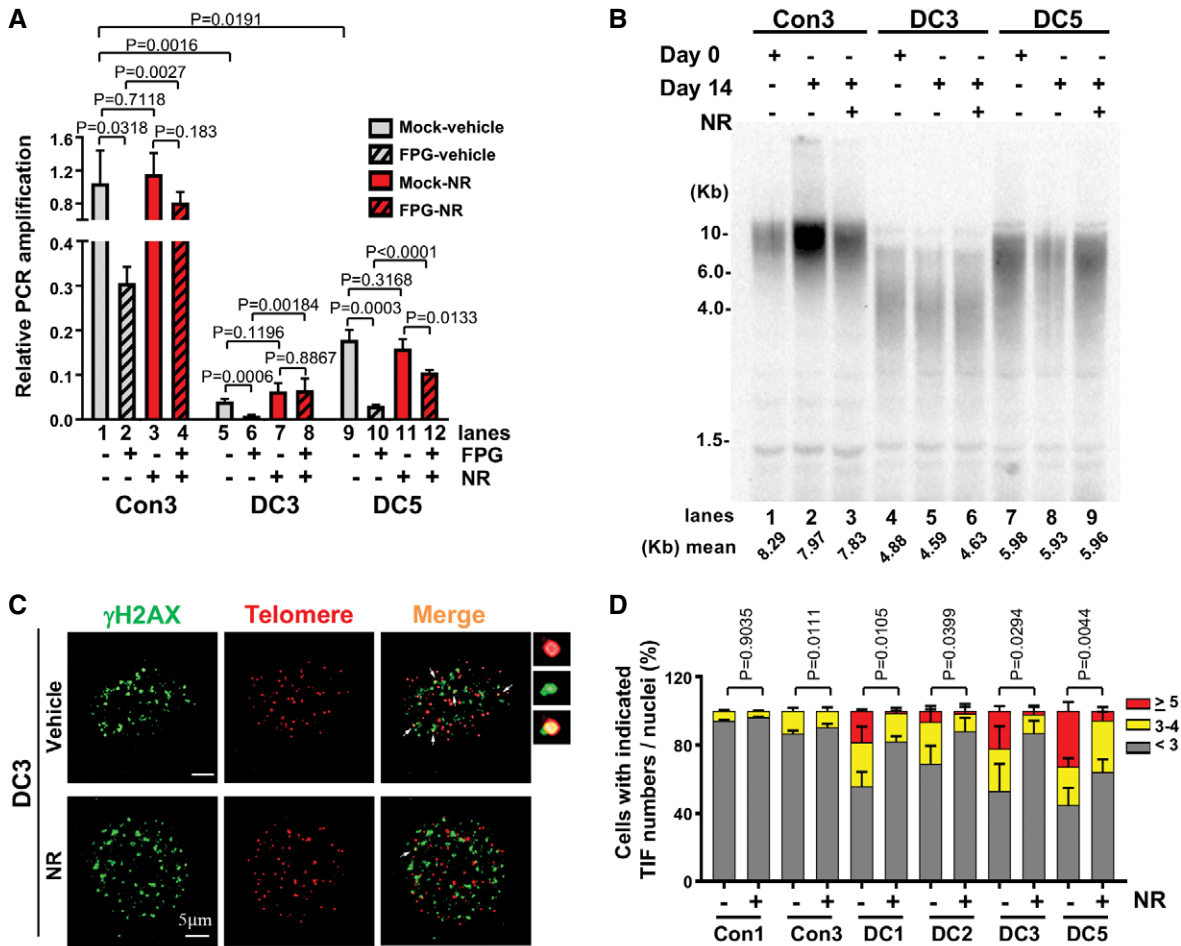 A
P=0.0191
P=0.0016
P=0.0027
P=0.7118
P=0.0318
P=0.183
Relative PCR amplification
1.6
1.2
0.8
0.4
0.3
0.2
0.1
0.0
Mock-vehicle
FPG-vehicle
Mock-NR
FPG-NR
P=0.00184
P=0.1196
P=0.0006
P=0.8867
P<0.0001
P=0.3168
P=0.0003
P=0.0133
1 2 3 4 5 6 7 8 9 10 11 12 lanes
- + - + - + - + - + - + FPG
- - + + - - + + - - + + NR
Con3 DC3 DC5
B
Con3 DC3 DC5
Day 0 + - - + - - + - -
Day 14 - + + - + + - + +
NR - - + - - + - - +
(Kb)
10-
6.0-
4.0-
1.5-
lanes 1 2 3 4 5 6 7 8 9
(Kb) mean 8.29 7.97 7.83 4.88 4.59 4.63 5.98 5.93 5.96
C
γH2AX Telomere Merge
DC3
Vehicle
NR
5μm
D
P=0.9035
P=0.0111
P=0.0105
P=0.0399
P=0.0294
P=0.0044
Cells with indicated
TIF numbers / nuclei (%)
120
80
40
0
≥ 5
3-4
< 3
- + - + - + - + - + - + NR
Con1 Con3 DC1 DC2 DC3 DC5